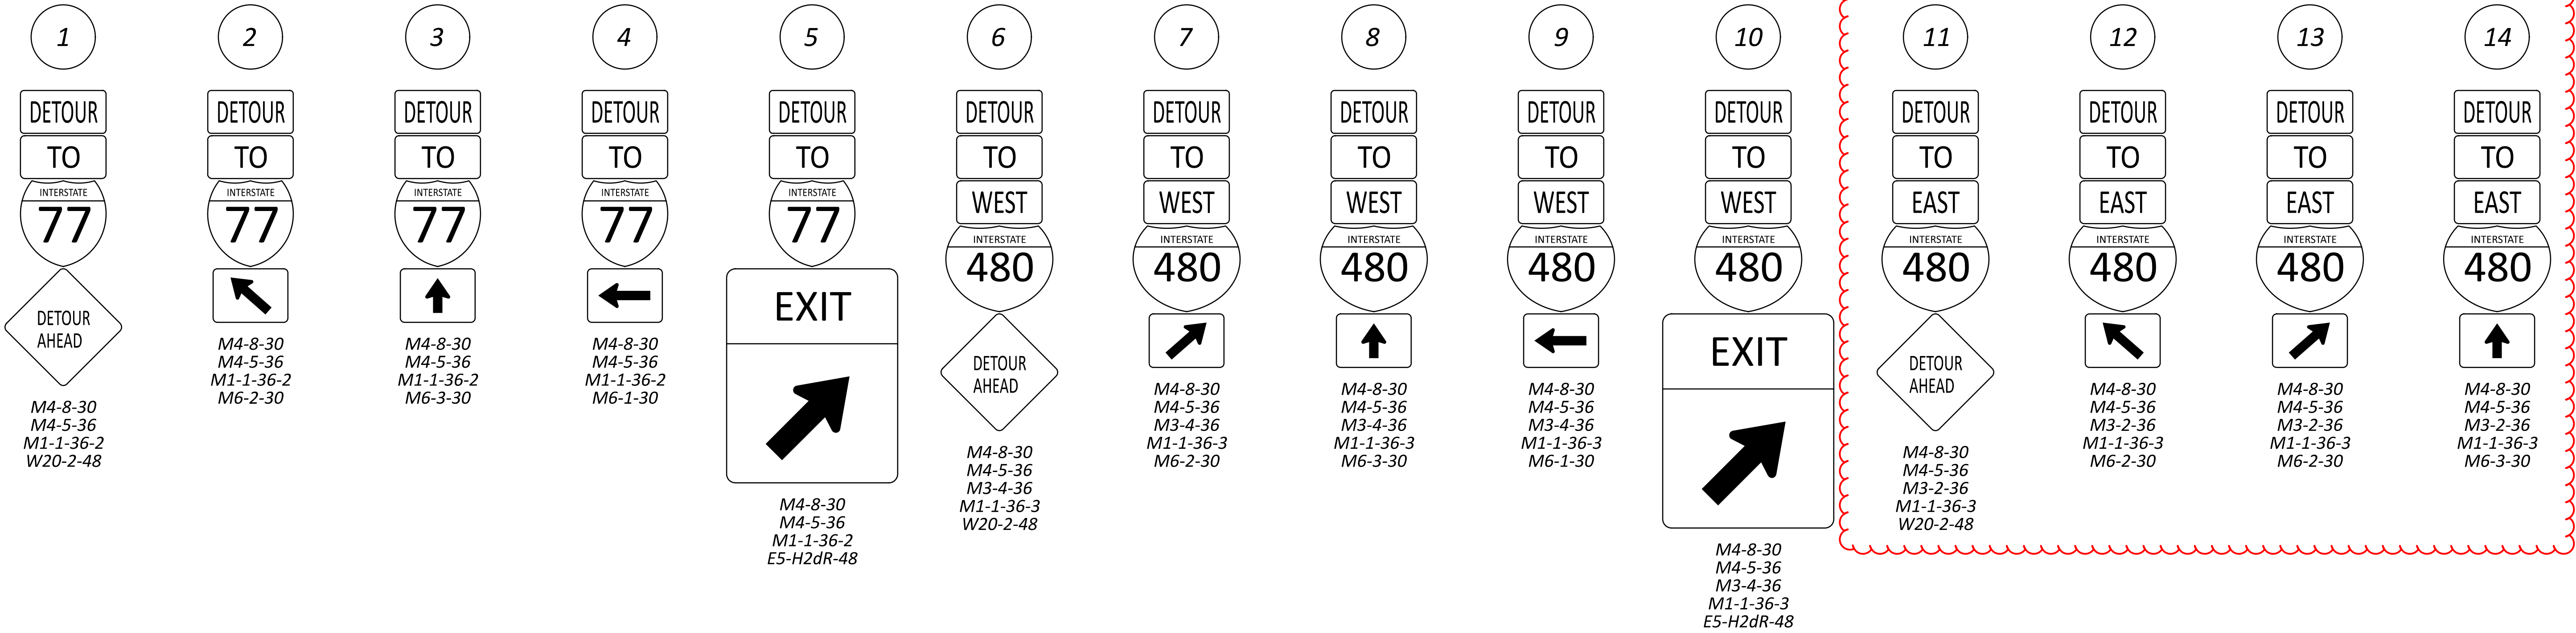 1
DETOUR
TO
INTERSTATE
77
DETOUR
AHEAD
M4-8-30
M4-5-36
M1-1-36-2
W20-2-48
2
DETOUR
TO
INTERSTATE
77
M4-8-30
M4-5-36
M1-1-36-2
M6-2-30
3
DETOUR
TO
INTERSTATE
77
M4-8-30
M4-5-36
M1-1-36-2
M6-3-30
4
DETOUR
TO
INTERSTATE
77
M4-8-30
M4-5-36
M1-1-36-2
M6-1-30
5
DETOUR
TO
INTERSTATE
77
EXIT
M4-8-30
M4-5-36
M1-1-36-2
E5-H2dR-48
6
DETOUR
TO
WEST
INTERSTATE
480
DETOUR
AHEAD
M4-8-30
M4-5-36
M3-4-36
M1-1-36-3
W20-2-48
7
DETOUR
TO
WEST
INTERSTATE
480
M4-8-30
M4-5-36
M3-4-36
M1-1-36-3
M6-2-30
8
DETOUR
TO
WEST
INTERSTATE
480
M4-8-30
M4-5-36
M3-4-36
M1-1-36-3
M6-3-30
9
DETOUR
TO
WEST
INTERSTATE
480
M4-8-30
M4-5-36
M3-4-36
M1-1-36-3
M6-1-30
10
DETOUR
TO
WEST
INTERSTATE
480
EXIT
M4-8-30
M4-5-36
M3-4-36
M1-1-36-3
E5-H2dR-48
11
DETOUR
TO
EAST
INTERSTATE
480
DETOUR
AHEAD
M4-8-30
M4-5-36
M3-2-36
M1-1-36-3
W20-2-48
12
DETOUR
TO
EAST
INTERSTATE
480
M4-8-30
M4-5-36
M3-2-36
M1-1-36-3
M6-2-30
13
DETOUR
TO
EAST
INTERSTATE
480
M4-8-30
M4-5-36
M3-2-36
M1-1-36-3
M6-2-30
14
DETOUR
TO
EAST
INTERSTATE
480
M4-8-30
M4-5-36
M3-2-36
M1-1-36-3
M6-3-30